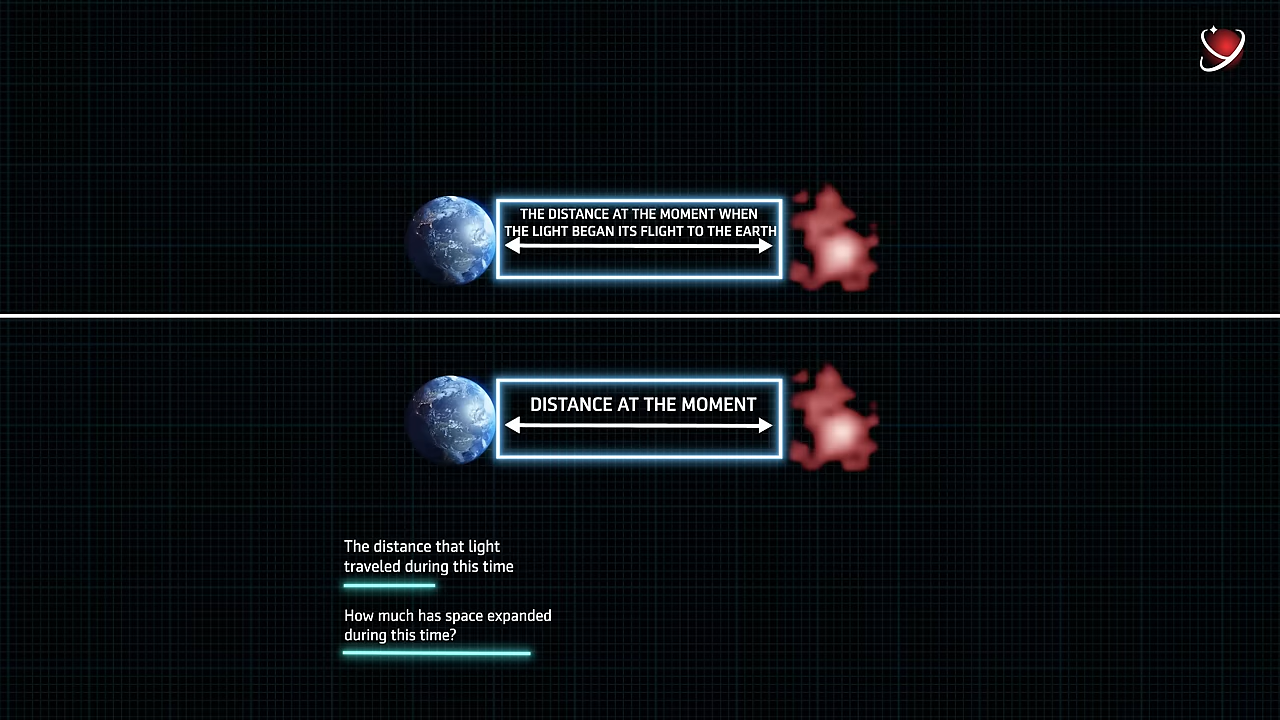 THE DISTANCE AT THE MOMENT WHEN
THE LIGHT BEGAN ITS FLIGHT TO THE EARTH
DISTANCE AT THE MOMENT
The distance that light
traveled during this time
How much has space expanded
during this time?